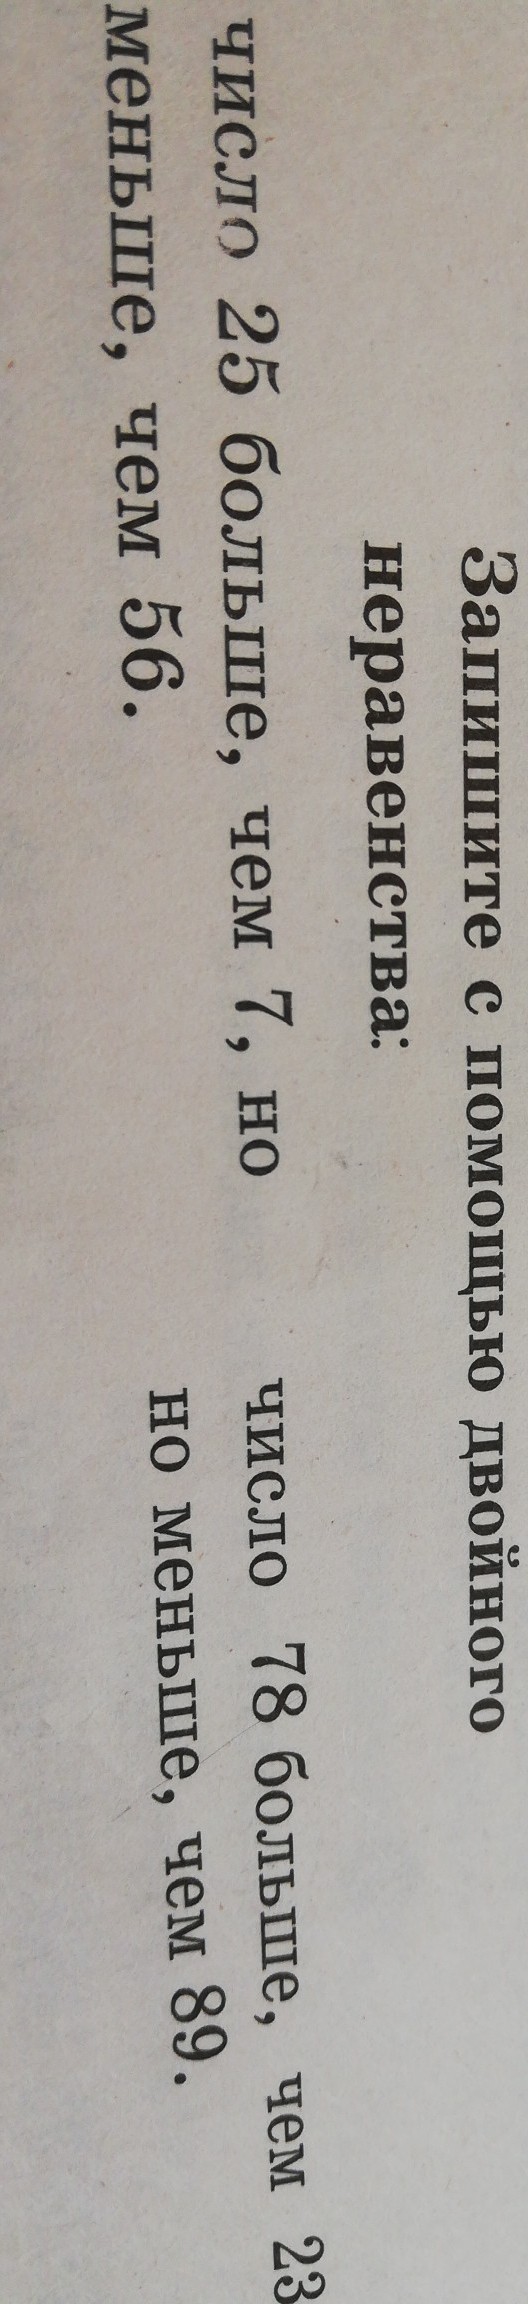 Запишите с помощью двойного
неравенства:
число 25 больше, чем 7, но
меньше, чем 56.
число 78 больше, чем 23
но меньше, чем 89.